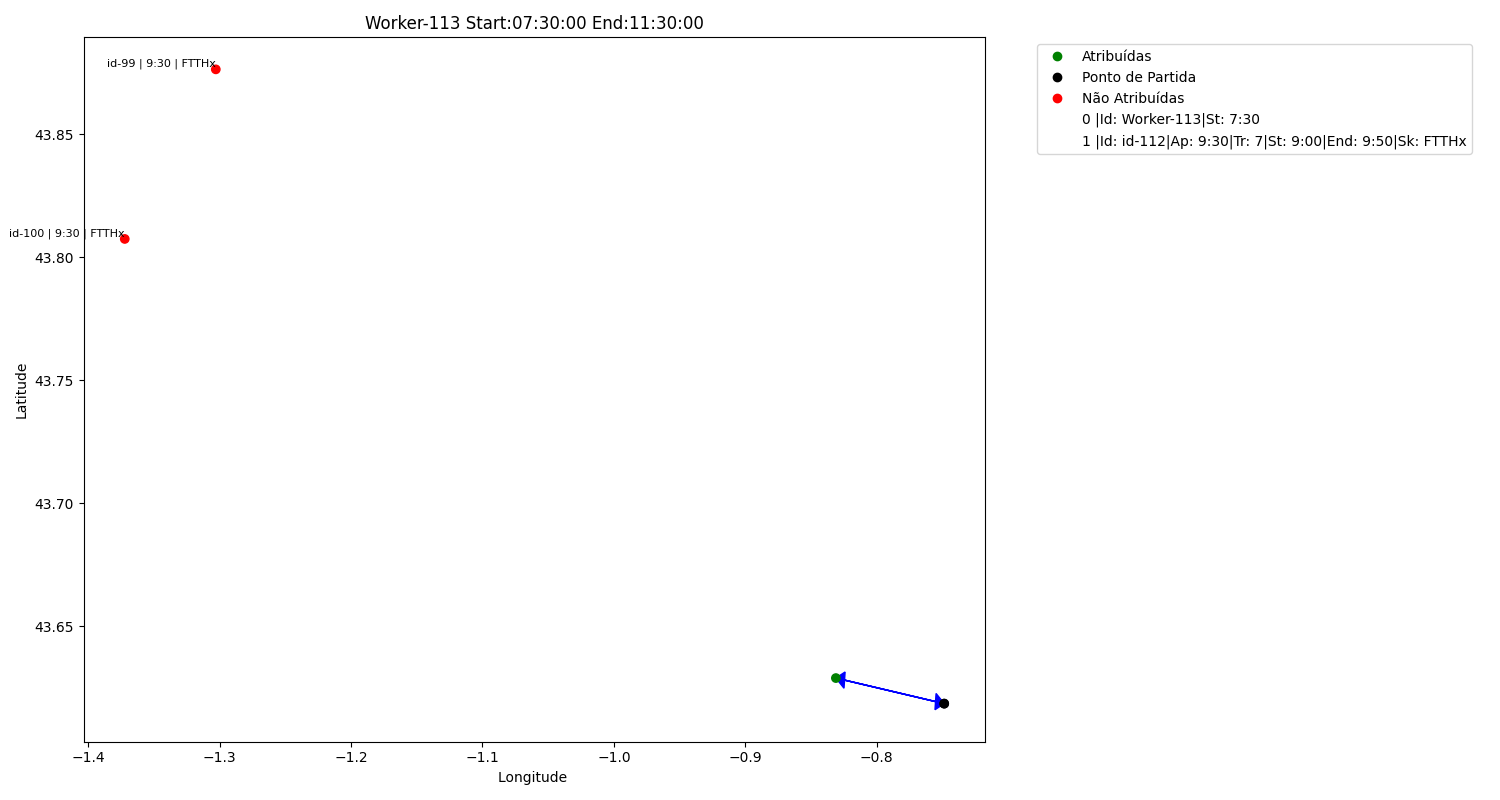 Worker-113 Start:07:30:00 End:11:30:00
id-99 | 9:30 | FTTHx
id-100 | 9:30 | FTTHx
43.85
43.80
43.75
43.70
43.65
Latitude
−1.4
−1.3
−1.2
−1.1
−1.0
−0.9
−0.8
Longitude
Atribuídas
Ponto de Partida
Não Atribuídas
0 |Id: Worker-113|St: 7:30
1 |Id: id-112|Ap: 9:30|Tr: 7|St: 9:00|End: 9:50|Sk: FTTHx